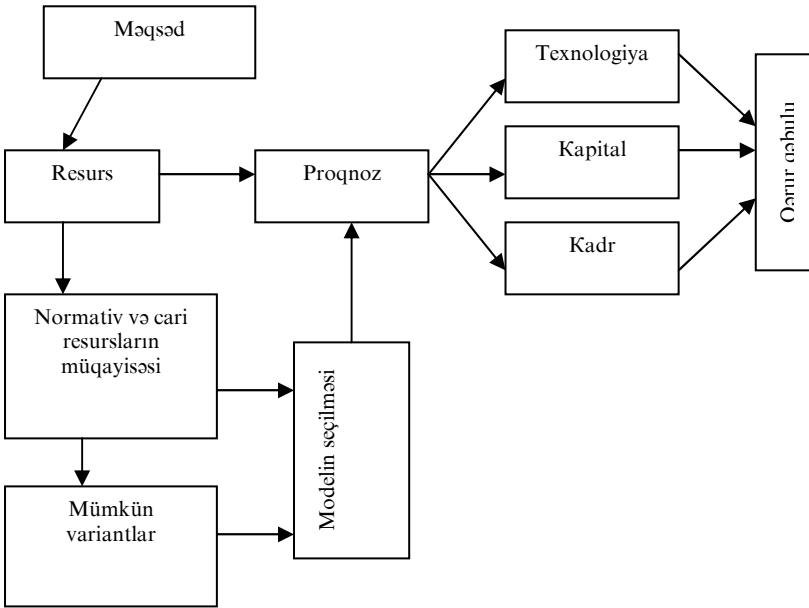 Məqsəd
Texnologiya
Resurs
Proqnoz
Kapital
Kadr
Qərar qəbulu
Normativ və cari
resursların
müqayisəsi
Modelin seçilməsi
Mümkün
variantlar